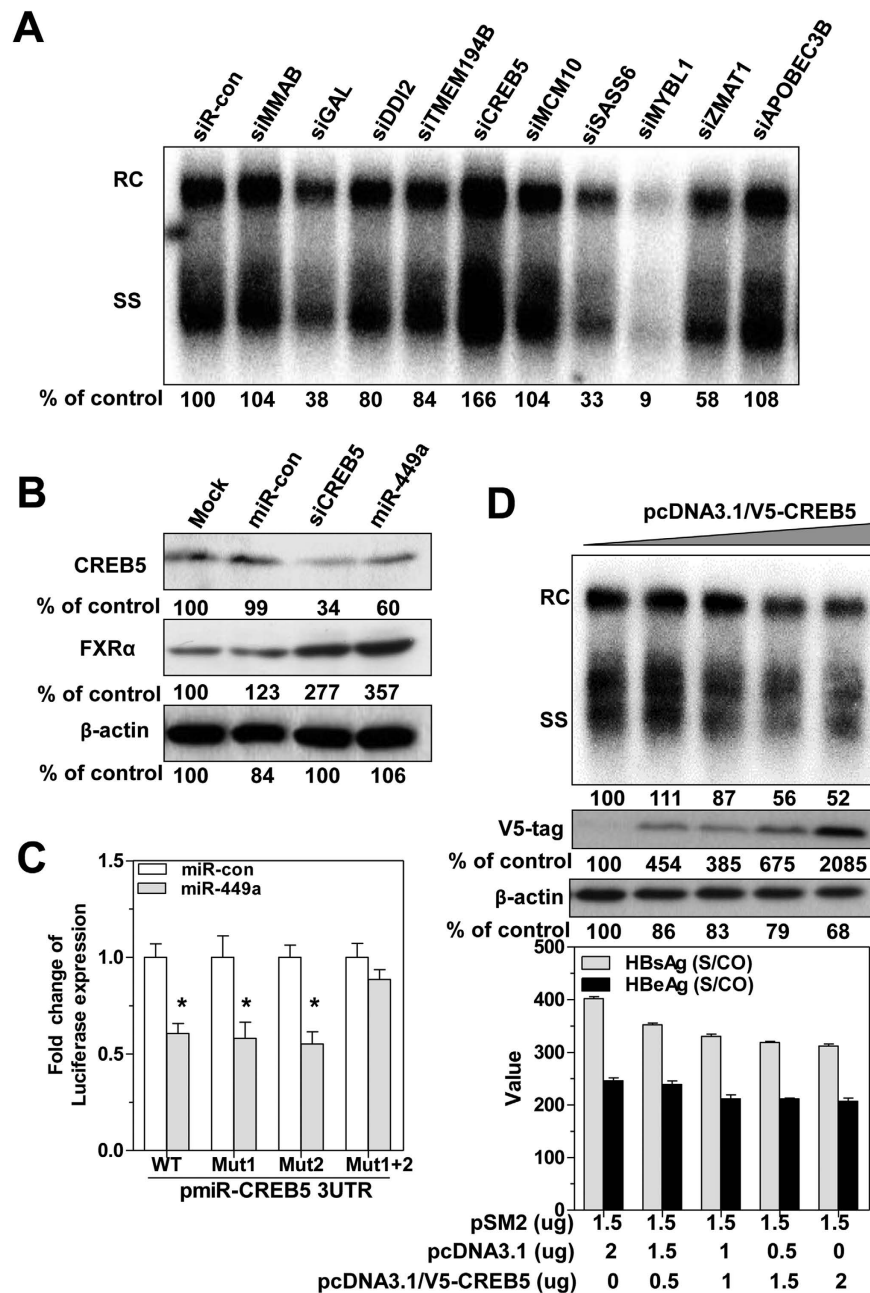 A
siR-con siMMAB siGAL siDDI2 siTMEM194B siCREB5 siMCM10 siSASS6 siMYBL1 siZMAT1 siAPOBEC3B
RC
SS
% of control 100 104 38 80 84 166 104 33 9 58 108
B
Mock miR-con siCREB5 miR-449a
CREB5
% of control 100 99 34 60
FXRα
% of control 100 123 277 357
β-actin
% of control 100 84 100 106
C
miR-con
miR-449a
Fold change of
Luciferase expression
1.5
1.0
0.5
0.0
* * *
WT Mut1 Mut2 Mut1+2
pmiR-CREB5 3UTR
D
pcDNA3.1/V5-CREB5
RC
SS
100 111 87 56 52
V5-tag
% of control 100 454 385 675 2085
β-actin
% of control 100 86 83 79 68
HBsAg (S/CO)
HBeAg (S/CO)
Value
500
400
300
200
100
0
pSM2 (ug) 1.5 1.5 1.5 1.5 1.5
pcDNA3.1 (ug) 2 1.5 1 0.5 0
pcDNA3.1/V5-CREB5 (ug) 0 0.5 1 1.5 2